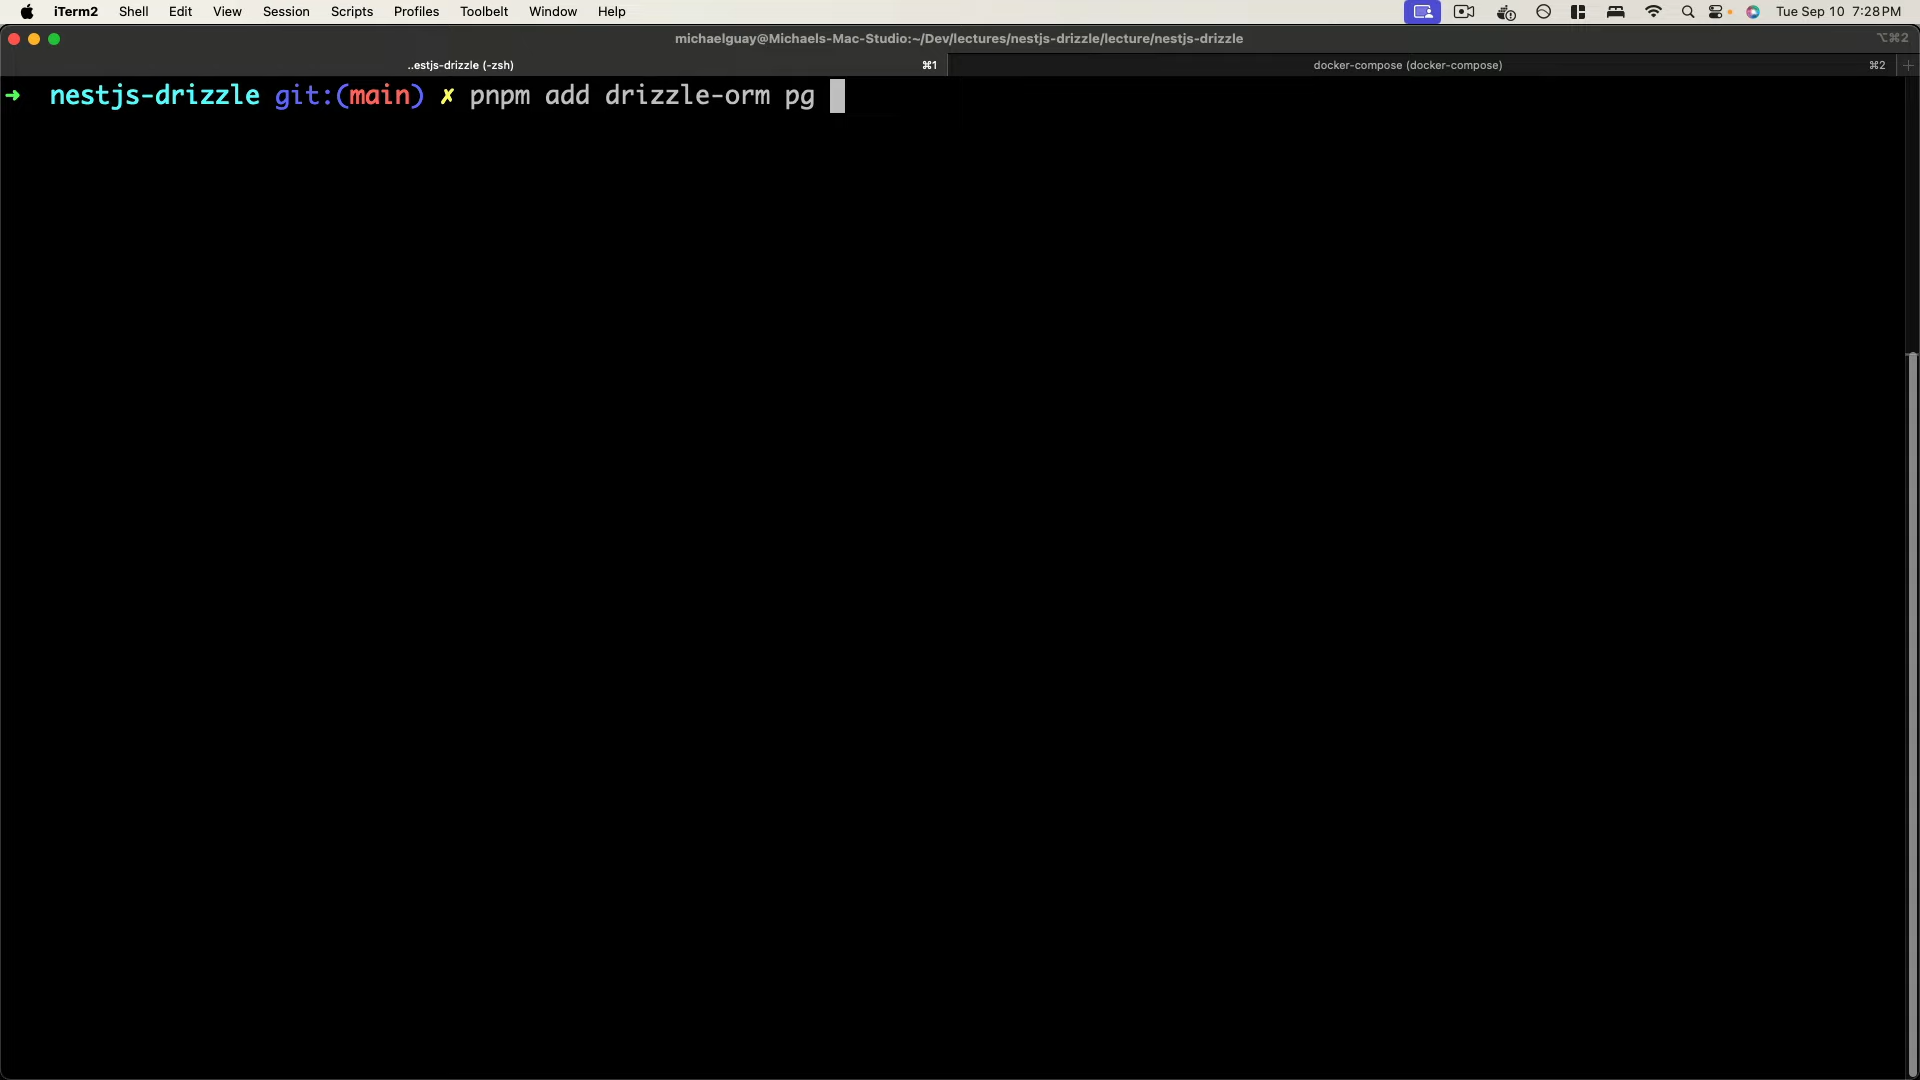 iTerm2 Shell Edit View Session Scripts Profiles Toolbelt Window Help Tue Sep 10 7:28 PM
michaelguay@Michaels-Mac-Studio:~/Dev/lectures/nestjs-drizzle/lecture/nestjs-drizzle ⌥⌘2
..estjs-drizzle (-zsh) ⌘1 docker-compose (docker-compose) ⌘2
➜ nestjs-drizzle git:(main) ✗ pnpm add drizzle-orm pg